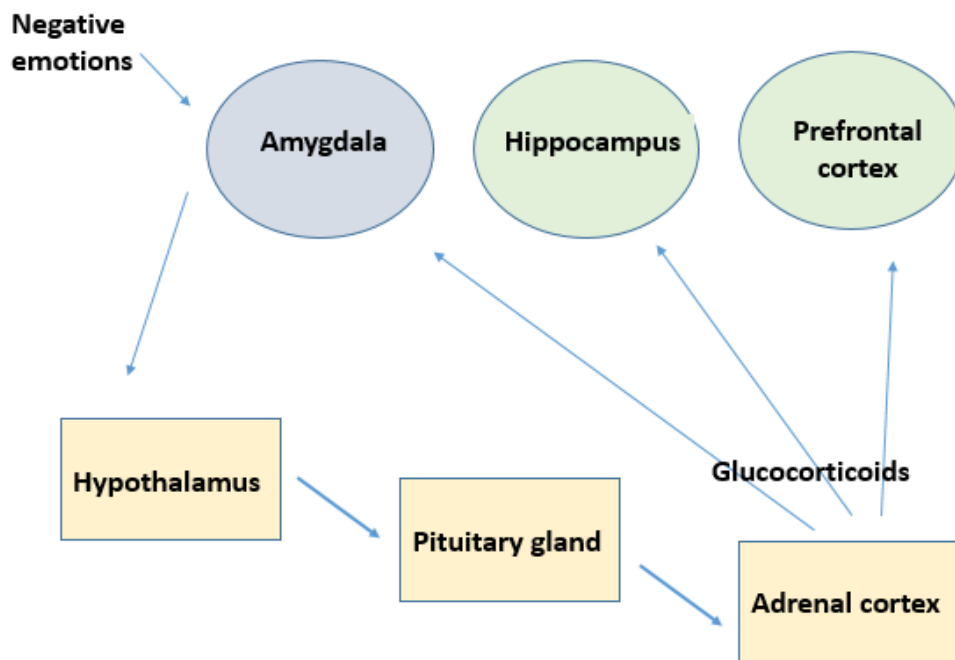 Negative
emotions
Amygdala
Hippocampus
Prefrontal
cortex
Hypothalamus
Glucocorticoids
Pituitary gland
Adrenal cortex